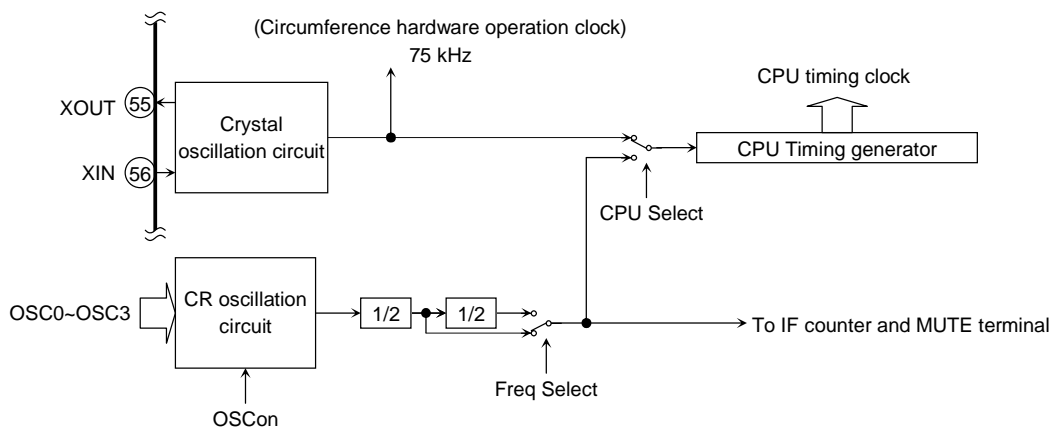 (Circumference hardware operation clock)
75 kHz
CPU timing clock
XOUT
55
Crystal
oscillation circuit
CPU Timing generator
XIN
56
CPU Select
OSC0~OSC3
CR oscillation
circuit
1/2
1/2
To IF counter and MUTE terminal
Freq Select
OSCon